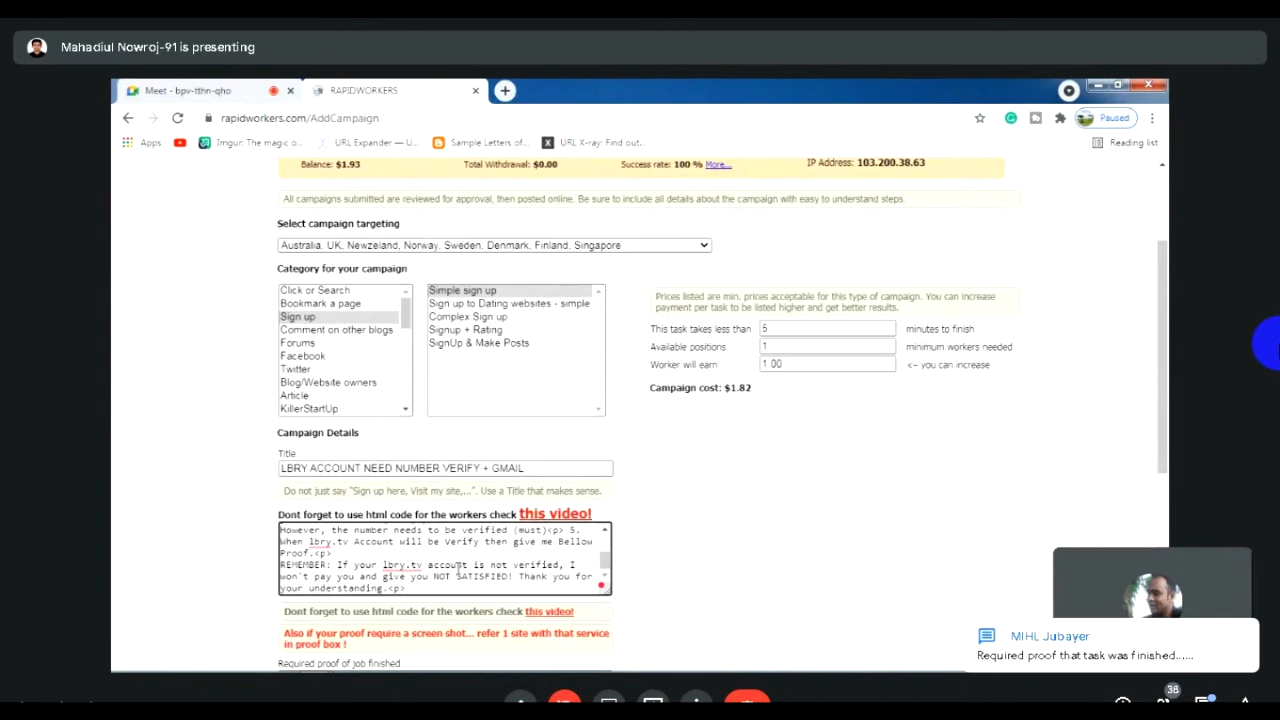 Mahadiul Nowroj-91 is presenting
Meet - bpv-tthn-qho
RAPIDWORKERS
rapidworkers.com/AddCampaign
Paused
Apps
Imgur: The magic o...
URL Expander — U...
Sample Letters of...
URL X-ray: Find out...
Reading list
Balance: $1.93 Total Withdrawal: $0.00 Success rate: 100 % More... IP Address: 103.200.38.63
All campaigns submitted are reviewed for approval, then posted online. Be sure to include all details about the campaign with easy to understand steps.
Select campaign targeting
Australia, UK, Newzeland, Norway, Sweden, Denmark, Finland, Singapore
Category for your campaign
Click or Search
Bookmark a page
Sign up
Comment on other blogs
Forums
Facebook
Twitter
Blog/Website owners
Article
KillerStartUp
Simple sign up
Sign up to Dating websites - simple
Complex Sign up
Signup + Rating
SignUp & Make Posts
Prices listed are min. prices acceptable for this type of campaign. You can increase
payment per task to be listed higher and get better results.
This task takes less than 5 minutes to finish
Available positions 1 minimum workers needed
Worker will earn 1 00 <- you can increase
Campaign cost: $1.82
Campaign Details
Title
LBRY ACCOUNT NEED NUMBER VERIFY + GMAIL
Do not just say "Sign up here, Visit my site,...". Use a Title that makes sense.
Dont forget to use html code for the workers check this video!
However, the number needs to be verified (must)<p> 5.
When lbry.tv Account will be Verify then give me Bellow
Proof.<p>
REMEMBER: If your lbry.tv account is not verified, I
won't pay you and give you NOT SATISFIED! Thank you for
your understanding.<p>
Dont forget to use html code for the workers check this video!
Also if your proof require a screen shot... refer 1 site with that service
in proof box !
Required proof of job finished
MIHL Jubayer
Required proof that task was finished......
38